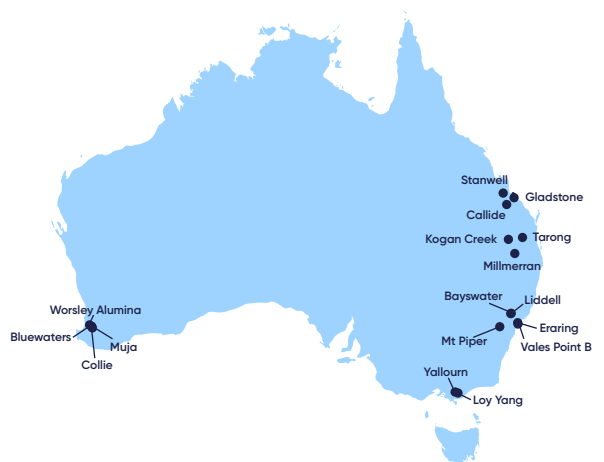 Stanwell
Gladstone
Callide
Kogan Creek
Tarong
Millmerran
Bayswater
Liddell
Worsley Alumina
Eraring
Bluewaters
Mt Piper
Vales Point B
Muja
Collie
Yallourn
Loy Yang